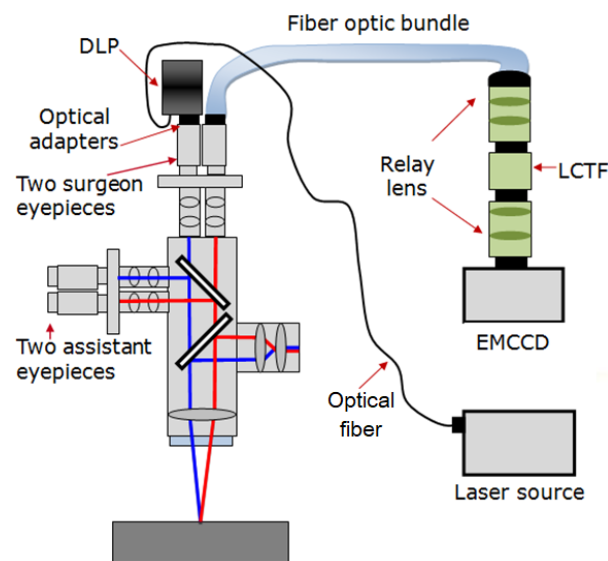 Fiber optic bundle
DLP
Optical
adapters
Two surgeon
eyepieces
Relay
lens
LCTF
EMCCD
Two assistant
eyepieces
Optical
fiber
Laser source